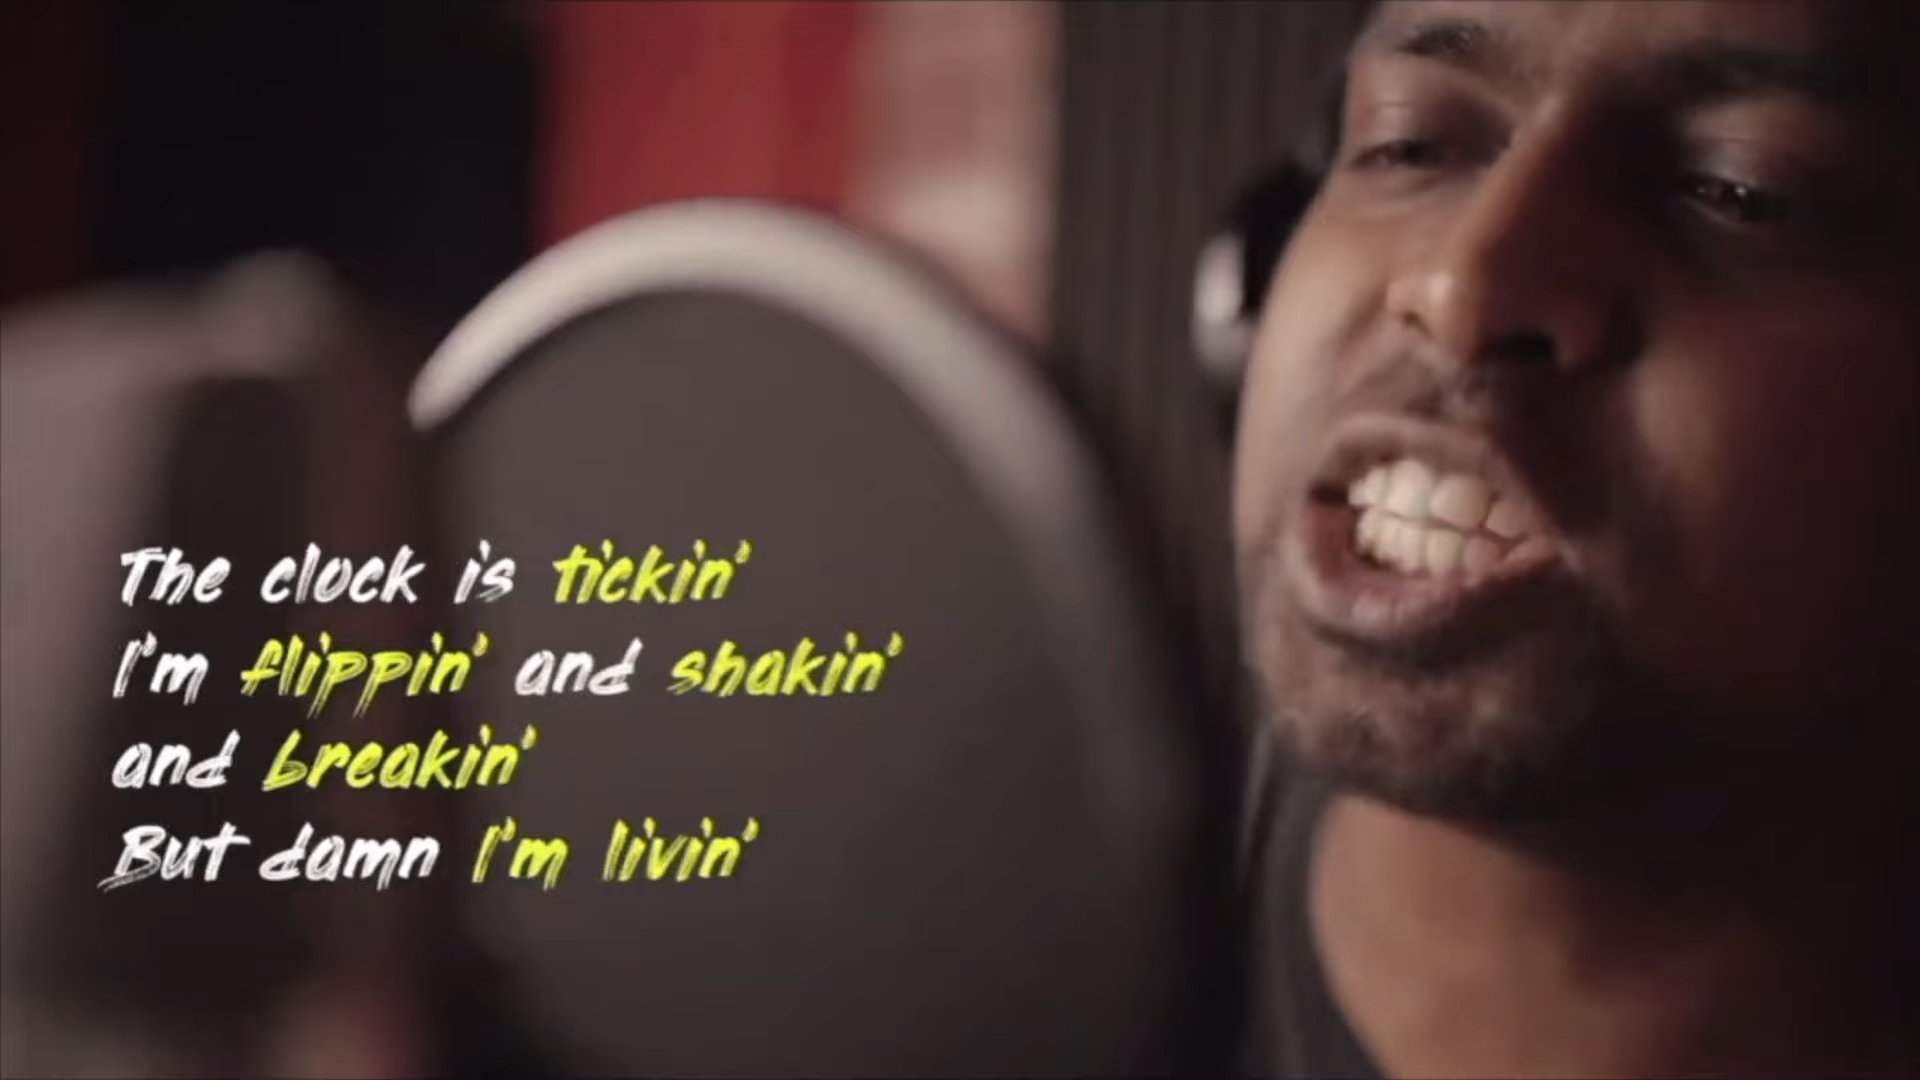 The clock is tickin'
I'm flippin' and shakin'
and breakin'
But damn I'm livin'